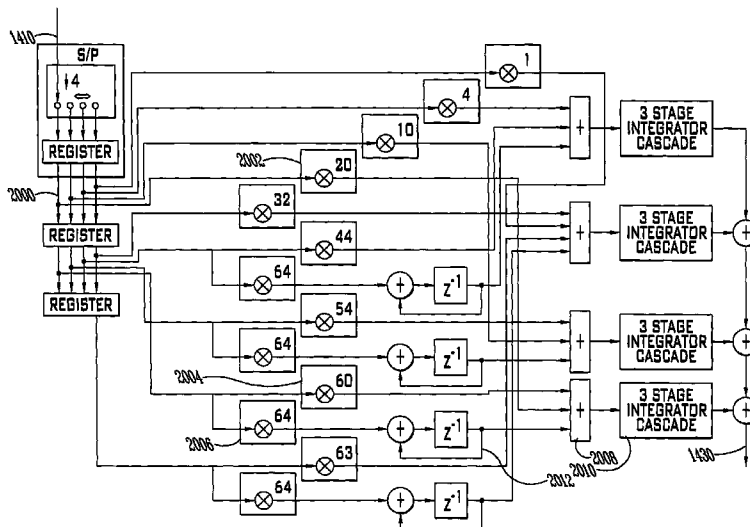 1410
S/P
↓4
REGISTER
2000
REGISTER
REGISTER
1
4
10
2002
20
32
44
64
54
64
2004
60
2006
64
63
64
+
+
+
+
+
+
+
+
+
+
+
z⁻¹
z⁻¹
z⁻¹
z⁻¹
2012
2008
2010
3 STAGE
INTEGRATOR
CASCADE
3 STAGE
INTEGRATOR
CASCADE
3 STAGE
INTEGRATOR
CASCADE
3 STAGE
INTEGRATOR
CASCADE
1430